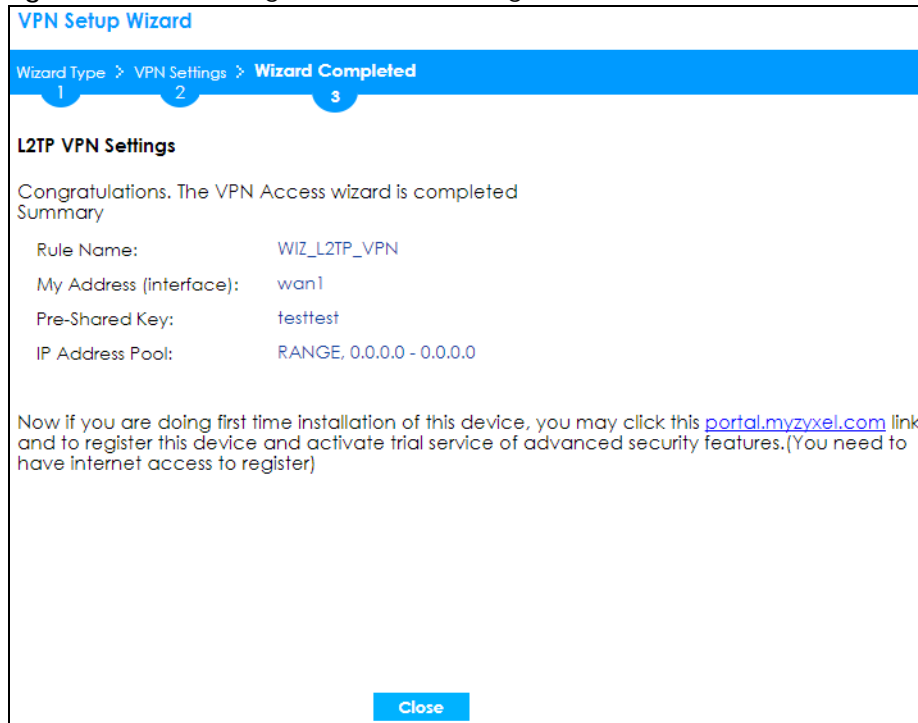 VPN Setup Wizard
Wizard Type > VPN Settings > Wizard Completed
1 2 3
L2TP VPN Settings
Congratulations. The VPN Access wizard is completed
Summary
Rule Name: WIZ_L2TP_VPN
My Address (interface): wan1
Pre-Shared Key: testtest
IP Address Pool: RANGE, 0.0.0.0 - 0.0.0.0
Now if you are doing first time installation of this device, you may click this portal.myzyxel.com link
and to register this device and activate trial service of advanced security features.(You need to
have internet access to register)
Close